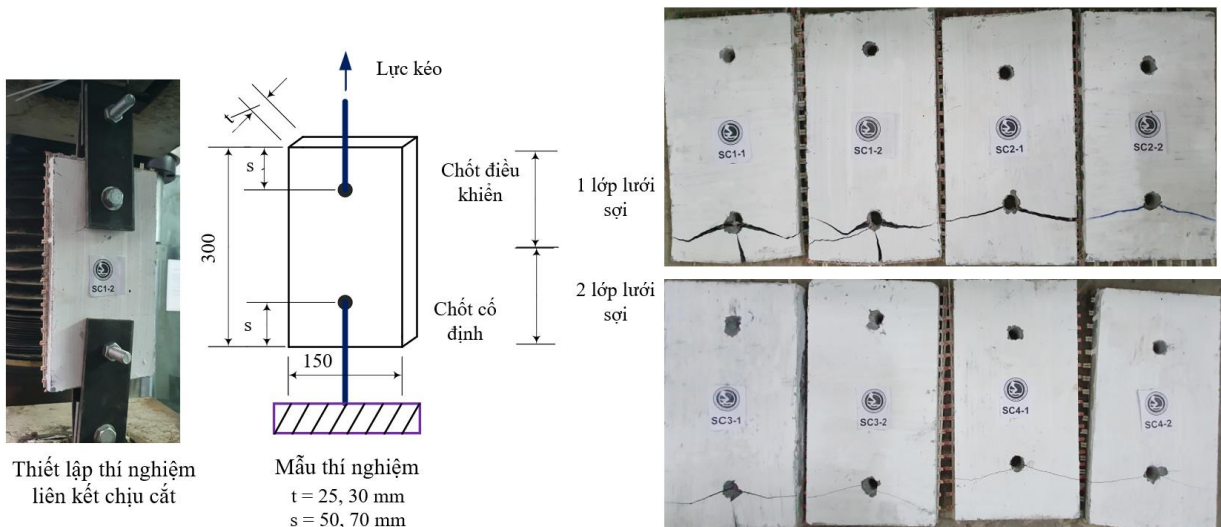 Lực kéo
t
s
Chốt điều
khiển
300
s
Chốt cố
định
150
SC1-2
Thiết lập thí nghiệm
liên kết chịu cắt
Mẫu thí nghiệm
t = 25, 30 mm
s = 50, 70 mm
1 lớp lưới
sợi
SC1-1
SC1-2
SC2-1
SC2-2
2 lớp lưới
sợi
SC3-1
SC3-2
SC4-1
SC4-2